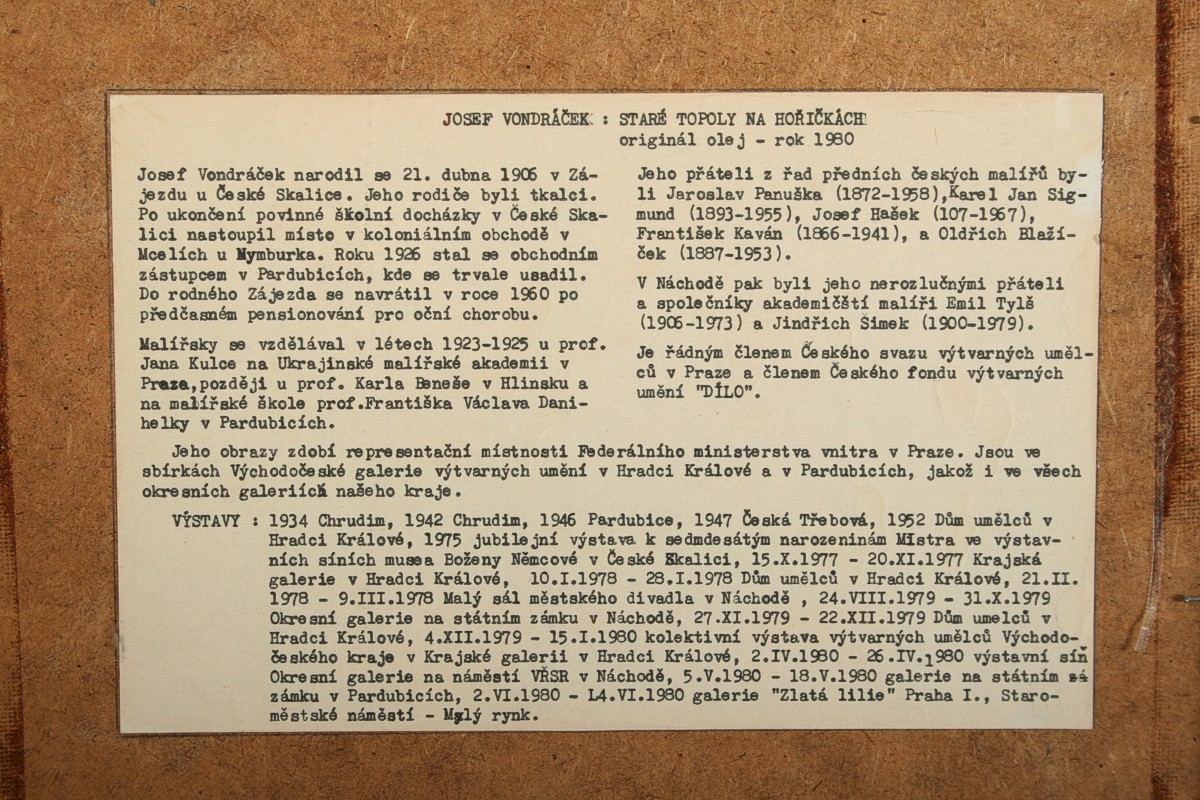 JOSEF VONDRÁČEK : STARÉ TOPOLY NA HOŘIČKÁCH
originál olej - rok 1980
Josef Vondráček narodil se 21. dubna 1906 v Zá-
jezdu u České Skalice. Jeho rodiče byli tkalci.
Po ukončení povinné školní docházky v České Ska-
lici nastoupil místo v koloniálním obchodě v
Mcelích u Nymburka. Roku 1926 stal se obchodním
zástupcem v Pardubicích, kde se trvale usadil.
Do rodného Zájezda se navrátil v roce 1960 po
předčasném pensionování pro oční chorobu.
Malířsky se vzdělával v létech 1923-1925 u prof.
Jana Kulce na Ukrajinské malířské akademii v
Praze,později u prof. Karla Beneše v Hlinsku a
na malířské škole prof.Františka Václava Dani-
helky v Pardubicích.
Jeho přáteli z řad předních českých malířů by-
li Jaroslav Panuška (1872-1958),Karel Jan Sig-
mund (1893-1955), Josef Hašek (107-1967),
František Kaván (1866-1941), a Oldřich Blaží-
ček (1887-1953).
V Náchodě pak byli jeho nerozlučnými přáteli
a společníky akademičští malíři Emil Tylš
(1906-1973) a Jindřich Šimek (1900-1979).
Je řádným členem Českého svazu výtvarných uměl-
ců v Praze a členem Českého fondu výtvarných
umění "DÍLO".
Jeho obrazy zdobí representační místnosti Federálního ministerstva vnitra v Praze. Jsou ve
sbírkách Východočeské galerie výtvarných umění v Hradci Králové a v Pardubicích, jakož i ve všech
okresních galeriích našeho kraje.
VÝSTAVY : 1934 Chrudim, 1942 Chrudim, 1946 Pardubice, 1947 Česká Třebová, 1952 Dům umělců v
Hradci Králové, 1975 jubilejní výstava k sedmdesátým narozeninám Mistra ve výstav-
ních síních musea Boženy Němcové v České Skalici, 15.X.1977 - 20.XI.1977 Krajská
galerie v Hradci Králové, 10.I.1978 - 28.I.1978 Dům umělců v Hradci Králové, 21.II.
1978 - 9.III.1978 Malý sál městského divadla v Náchodě , 24.VIII.1979 - 31.X.1979
Okresní galerie na státním zámku v Náchodě, 27.XI.1979 - 22.XII.1979 Dům umelců v
Hradci Králové, 4.XII.1979 - 15.I.1980 kolektivní výstava výtvarných umělců Východo-
českého kraje v Krajské galerii v Hradci Králové, 2.IV.1980 - 26.IV.1980 výstavní síň
Okresní galerie na náměstí VŘSR v Náchodě, 5.V.1980 - 18.V.1980 galerie na státním zá
zámku v Pardubicích, 2.VI.1980 - L4.VI.1980 galerie "Zlatá lilie" Praha I., Staro-
městské náměstí - Malý rynk.